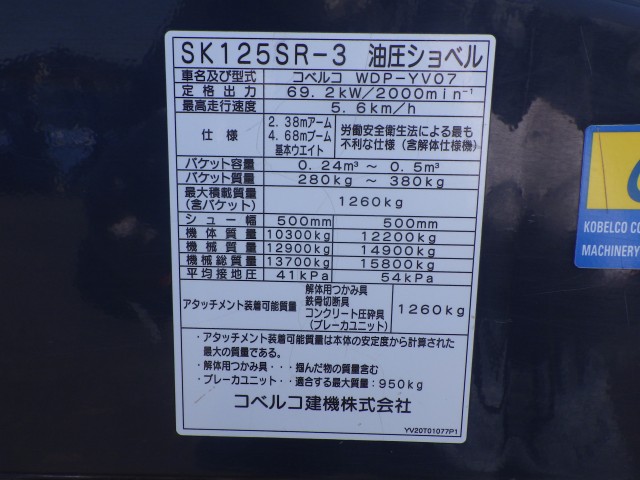 SK125SR-3 油圧ショベル
車名及び型式 コベルコ WDP-YV07
定格出力 69.2kW/2000min⁻¹
最高走行速度 5.6km/h
仕様 2.38mアーム 4.68mブーム 基本ウエイト 労働安全衛生法による最も不利な仕様(含解体仕様機)
バケット容量 0.24m³ ～ 0.5m³
バケット質量 280kg ～ 380kg
最大積載質量(含バケット) 1260kg
シュー幅 500mm 500mm
機体質量 10300kg 12200kg
機械質量 12900kg 14900kg
機械総質量 13700kg 15800kg
平均接地圧 41kPa 54kPa
アタッチメント装着可能質量 解体用つかみ具 鉄骨切断具 コンクリート圧砕具 (ブレーカユニット) 1260kg
・アタッチメント装着可能質量は本体の安定度から計算された
最大の質量である。
・解体用つかみ具・・・掴んだ物の質量含む
・ブレーカユニット・・適合する最大質量:950kg
コベルコ建機株式会社
YV20T01077P1
KOBELCO CO
MACHINERY